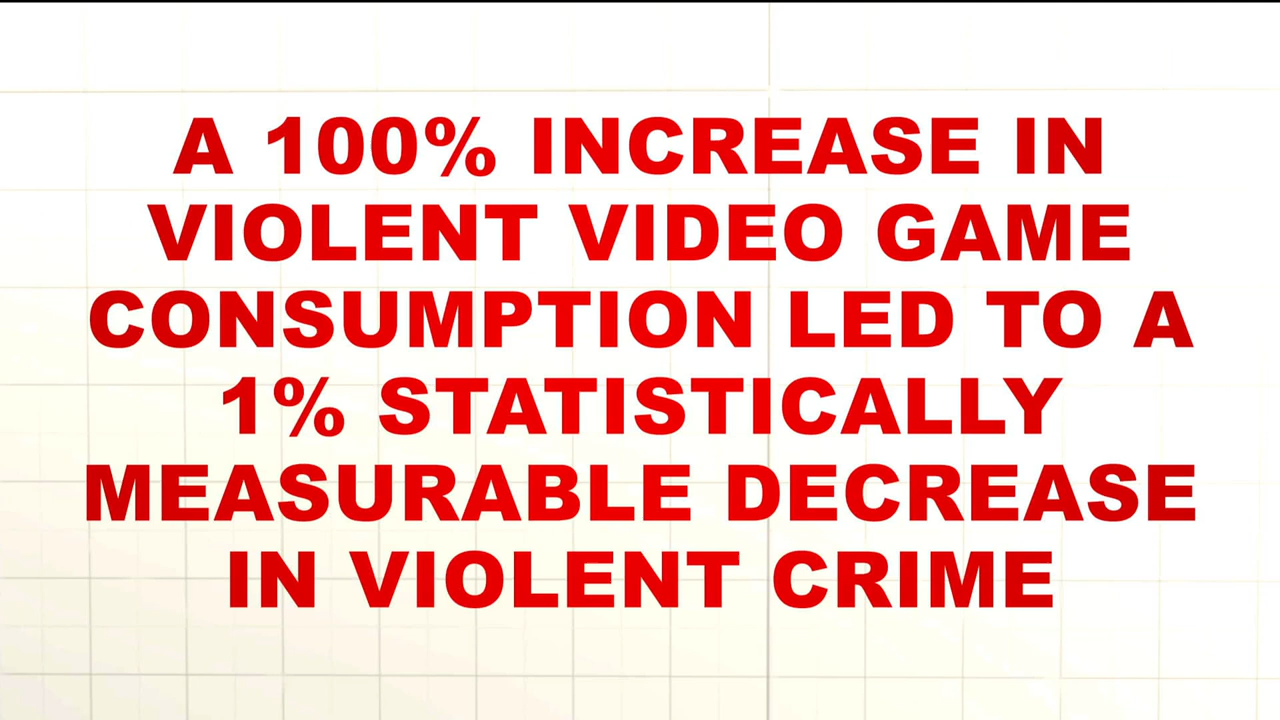 A 100% INCREASE IN
VIOLENT VIDEO GAME
CONSUMPTION LED TO A
1% STATISTICALLY
MEASURABLE DECREASE
IN VIOLENT CRIME